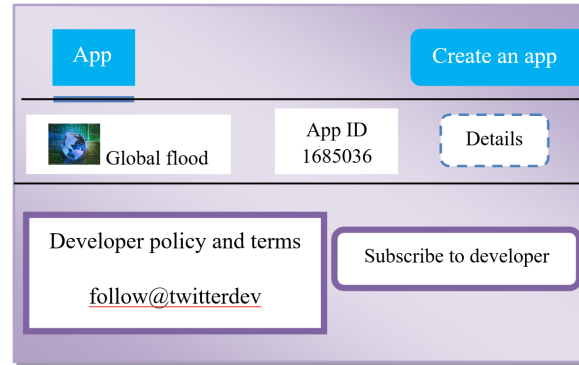 App
Create an app
Global flood
App ID
1685036
Details
Developer policy and terms
follow@twitterdev
Subscribe to developer